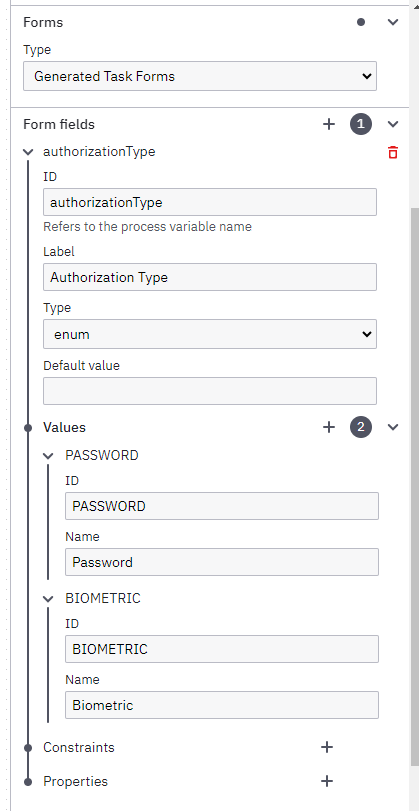 Forms
Type
Generated Task Forms
Form fields
1
authorizationType
ID
authorizationType
Refers to the process variable name
Label
Authorization Type
Type
enum
Default value
Values
2
PASSWORD
ID
PASSWORD
Name
Password
BIOMETRIC
ID
BIOMETRIC
Name
Biometric
Constraints
Properties